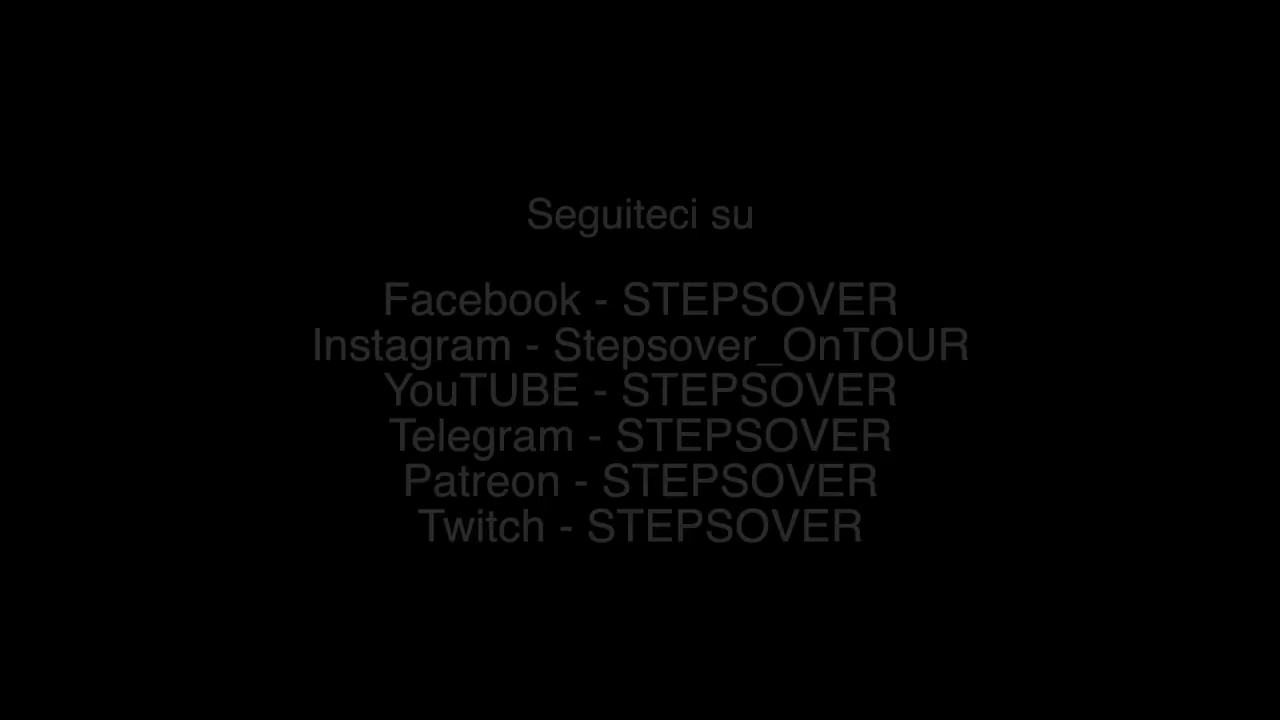 Seguiteci su
Facebook - STEPSOVER
Instagram - Stepsover_OnTOUR
YouTUBE - STEPSOVER
Telegram - STEPSOVER
Patreon - STEPSOVER
Twitch - STEPSOVER